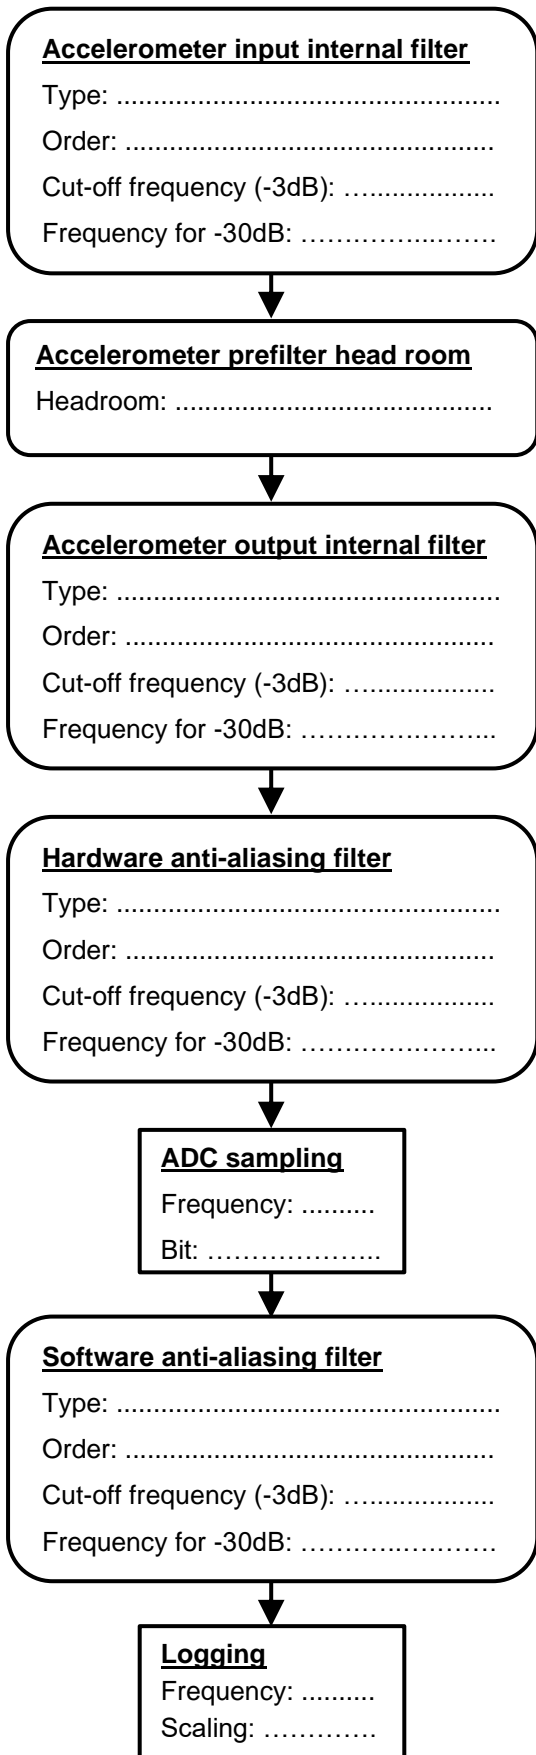 Accelerometer input internal filter
Type: ....................................................
Order: ..................................................
Cut-off frequency (-3dB): ….................
Frequency for -30dB: …………...…….
Accelerometer prefilter head room
Headroom: ...........................................
Accelerometer output internal filter
Type: ....................................................
Order: ..................................................
Cut-off frequency (-3dB): ….................
Frequency for -30dB: ……………..……...
Hardware anti-aliasing filter
Type: ....................................................
Order: ..................................................
Cut-off frequency (-3dB): ….................
Frequency for -30dB: ……………..……...
ADC sampling
Frequency: ..........
Bit: ………………..
Software anti-aliasing filter
Type: ....................................................
Order: ..................................................
Cut-off frequency (-3dB): ….................
Frequency for -30dB: ………...….…….
Logging
Frequency: ..........
Scaling: ………….